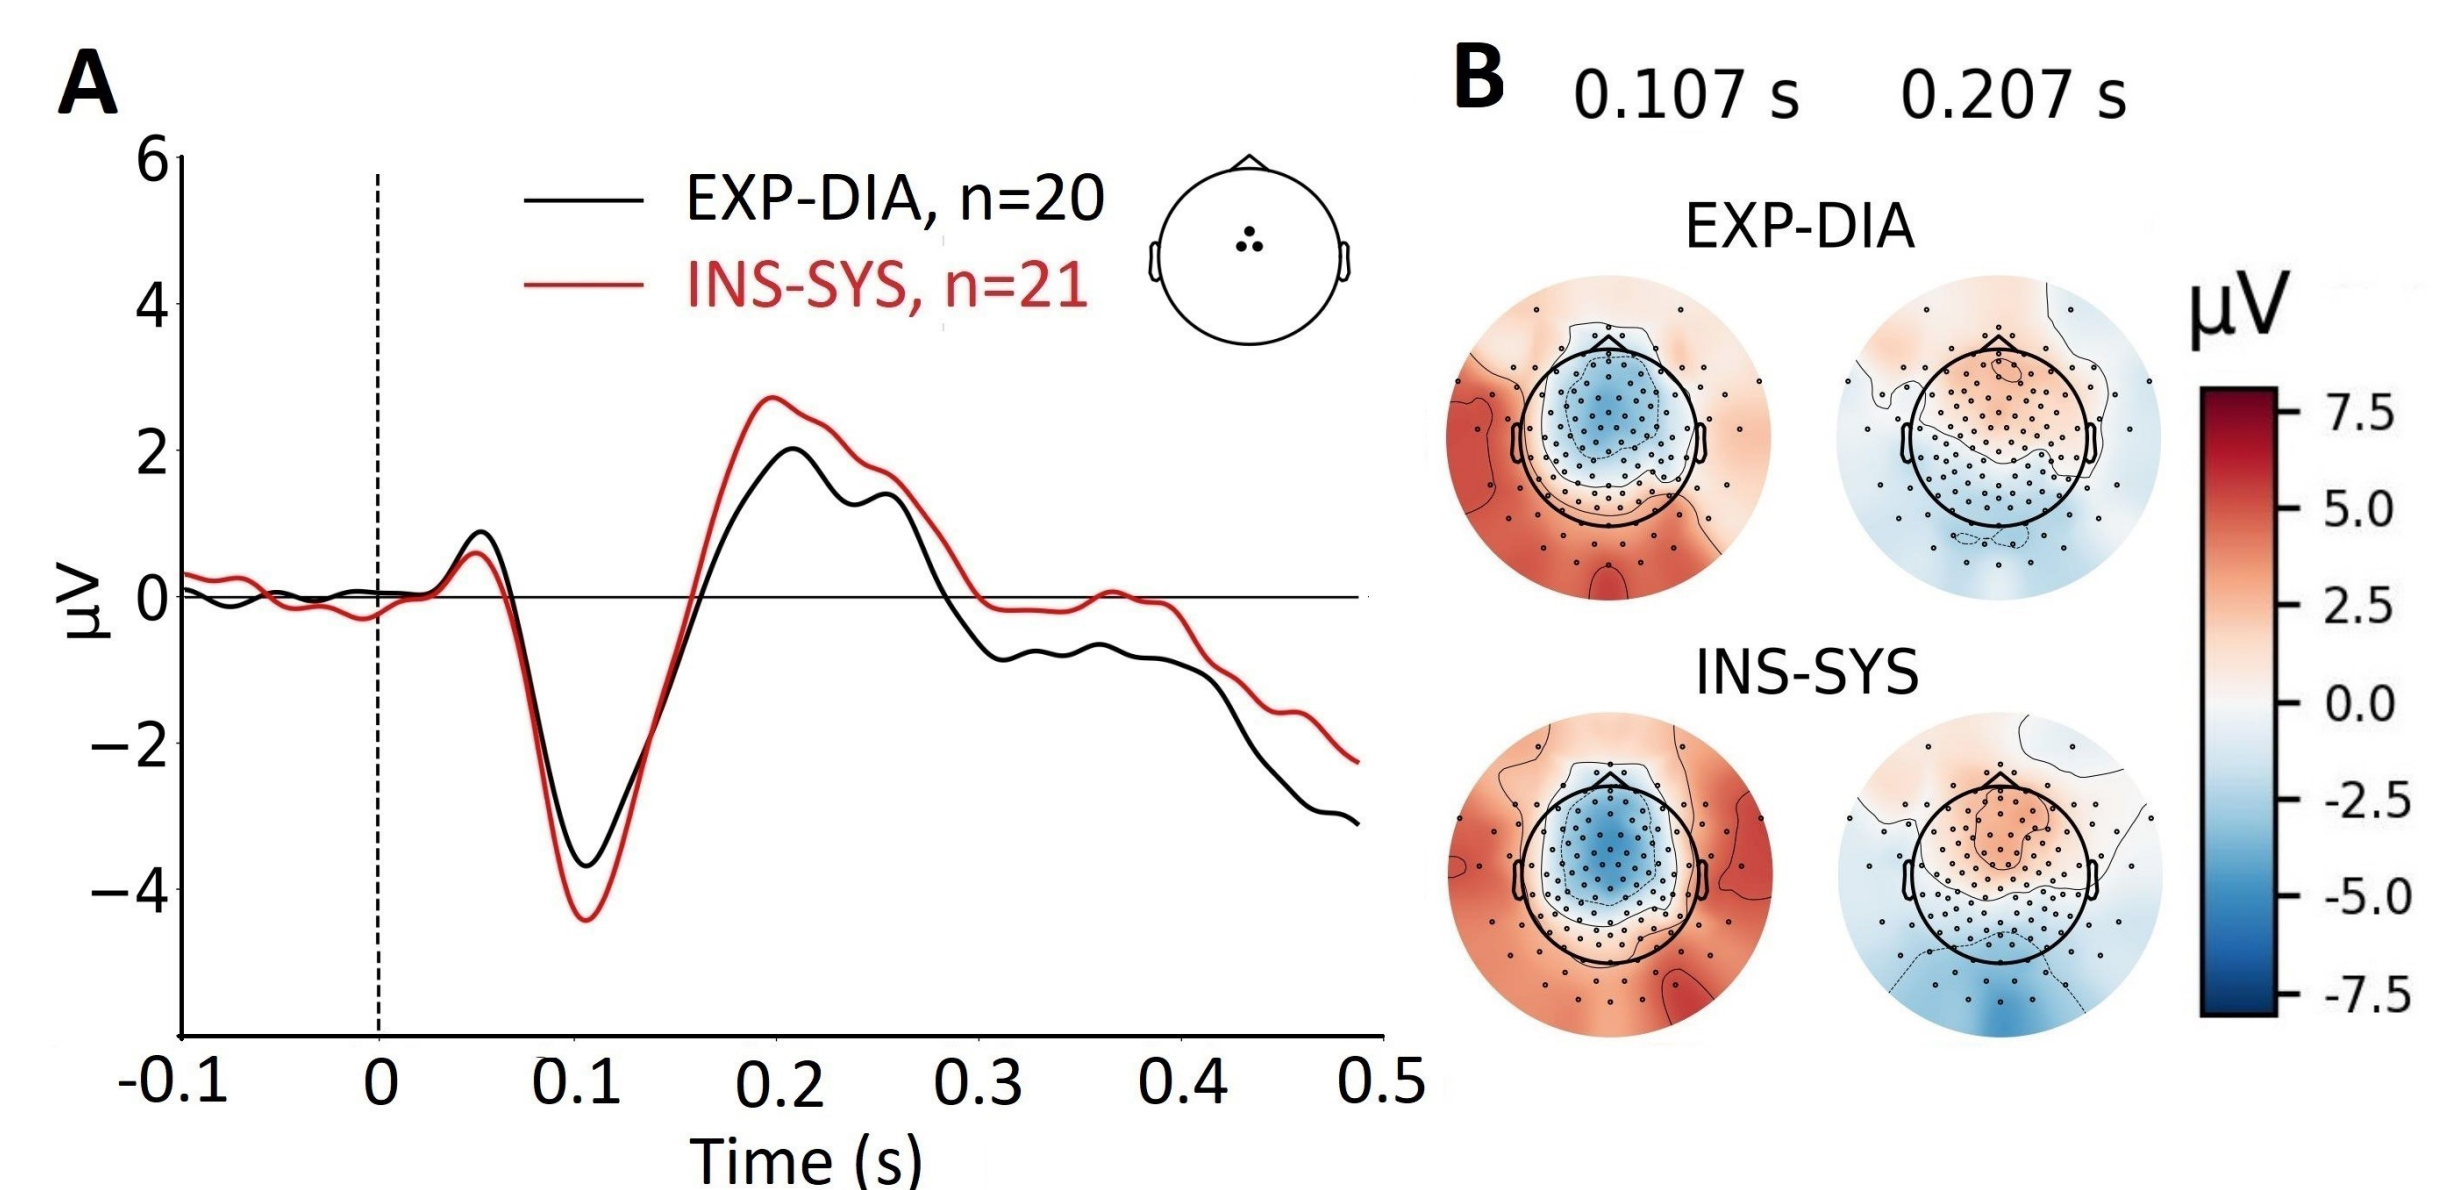 A
6
4
2
0
−2
−4
µV
EXP-DIA, n=20
INS-SYS, n=21
-0.1 0 0.1 0.2 0.3 0.4 0.5
Time (s)
B 0.107 s 0.207 s
EXP-DIA
INS-SYS
µV
7.5
5.0
2.5
0.0
-2.5
-5.0
-7.5